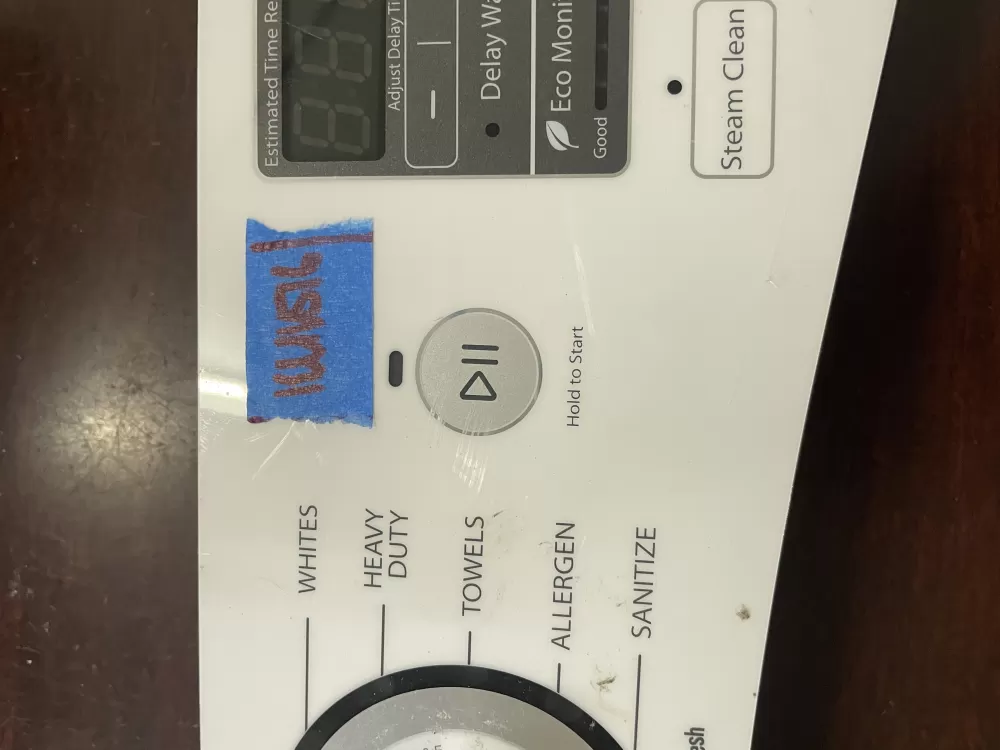 WHITES
HEAVY
DUTY
TOWELS
ALLERGEN
SANITIZE
esh
Hold to Start
Estimated Time Re
Adjust Delay Ti
Delay Wa
Eco Moni
Good
Steam Clean